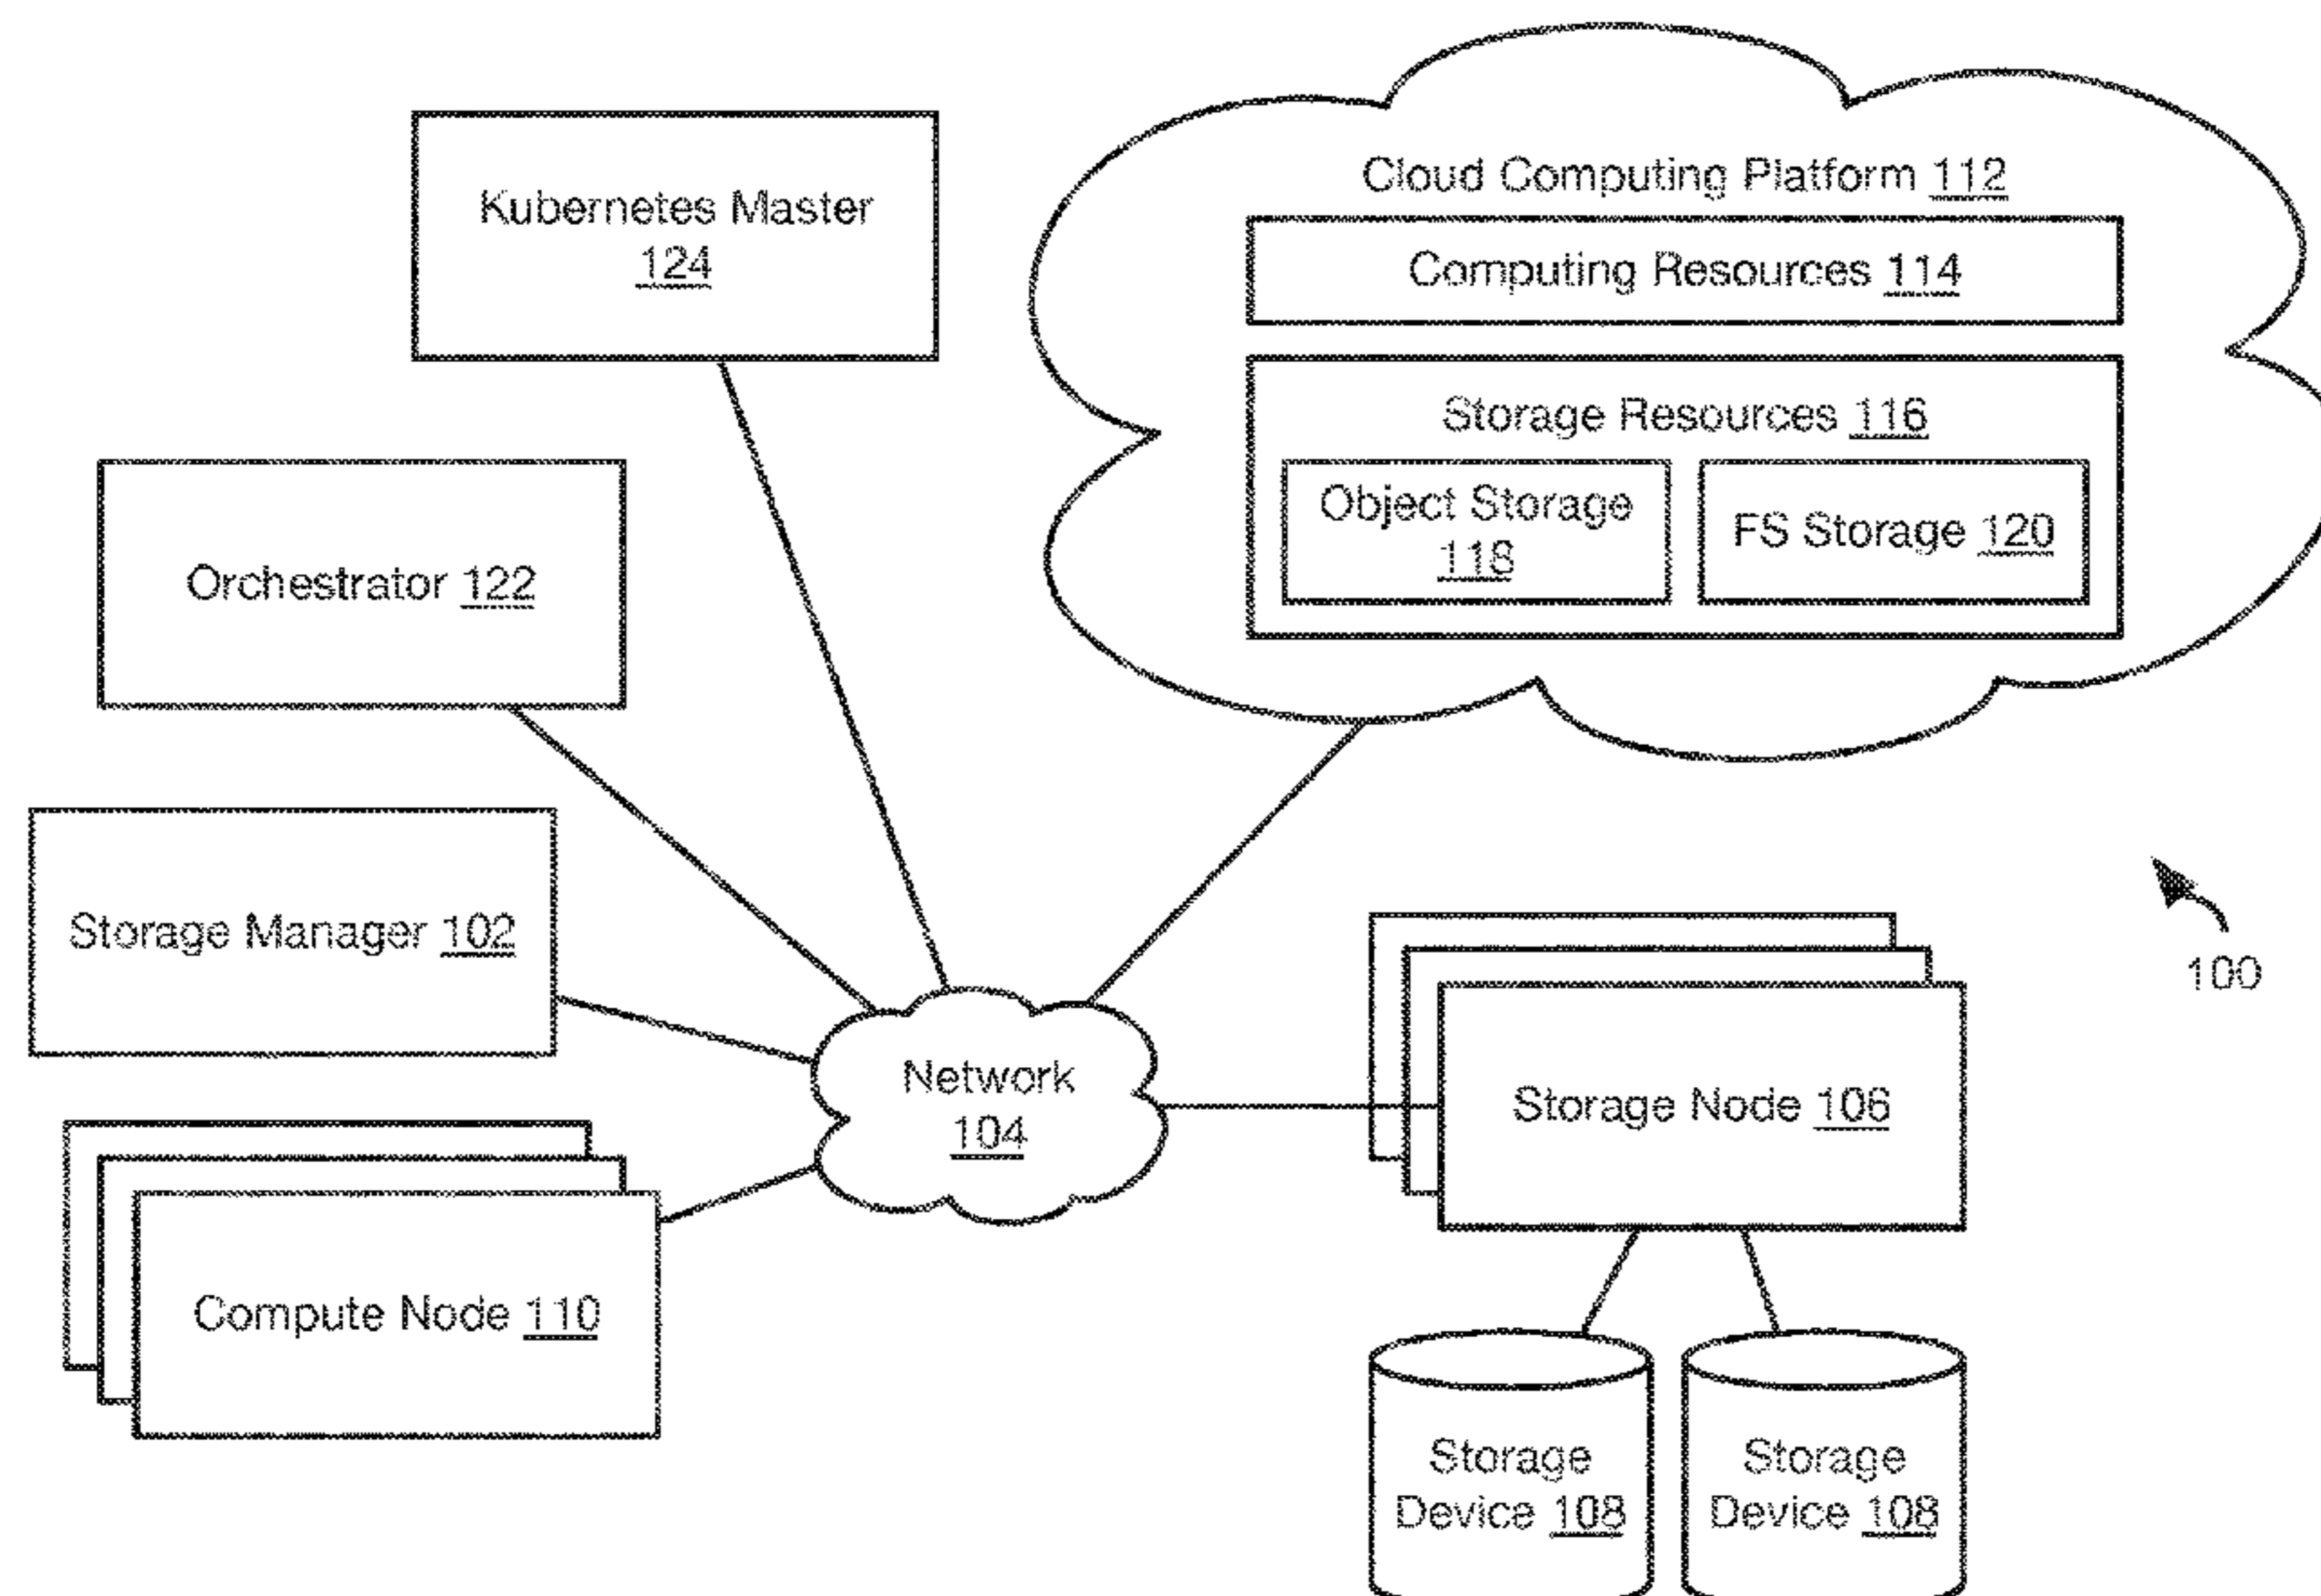 Kubernetes Master
124
Cloud Computing Platform 112
Computing Resources 114
Storage Resources 116
Object Storage
118
FS Storage 120
Orchestrator 122
Storage Manager 102
100
Network
104
Storage Node 106
Compute Node 110
Storage
Device 108
Storage
Device 108